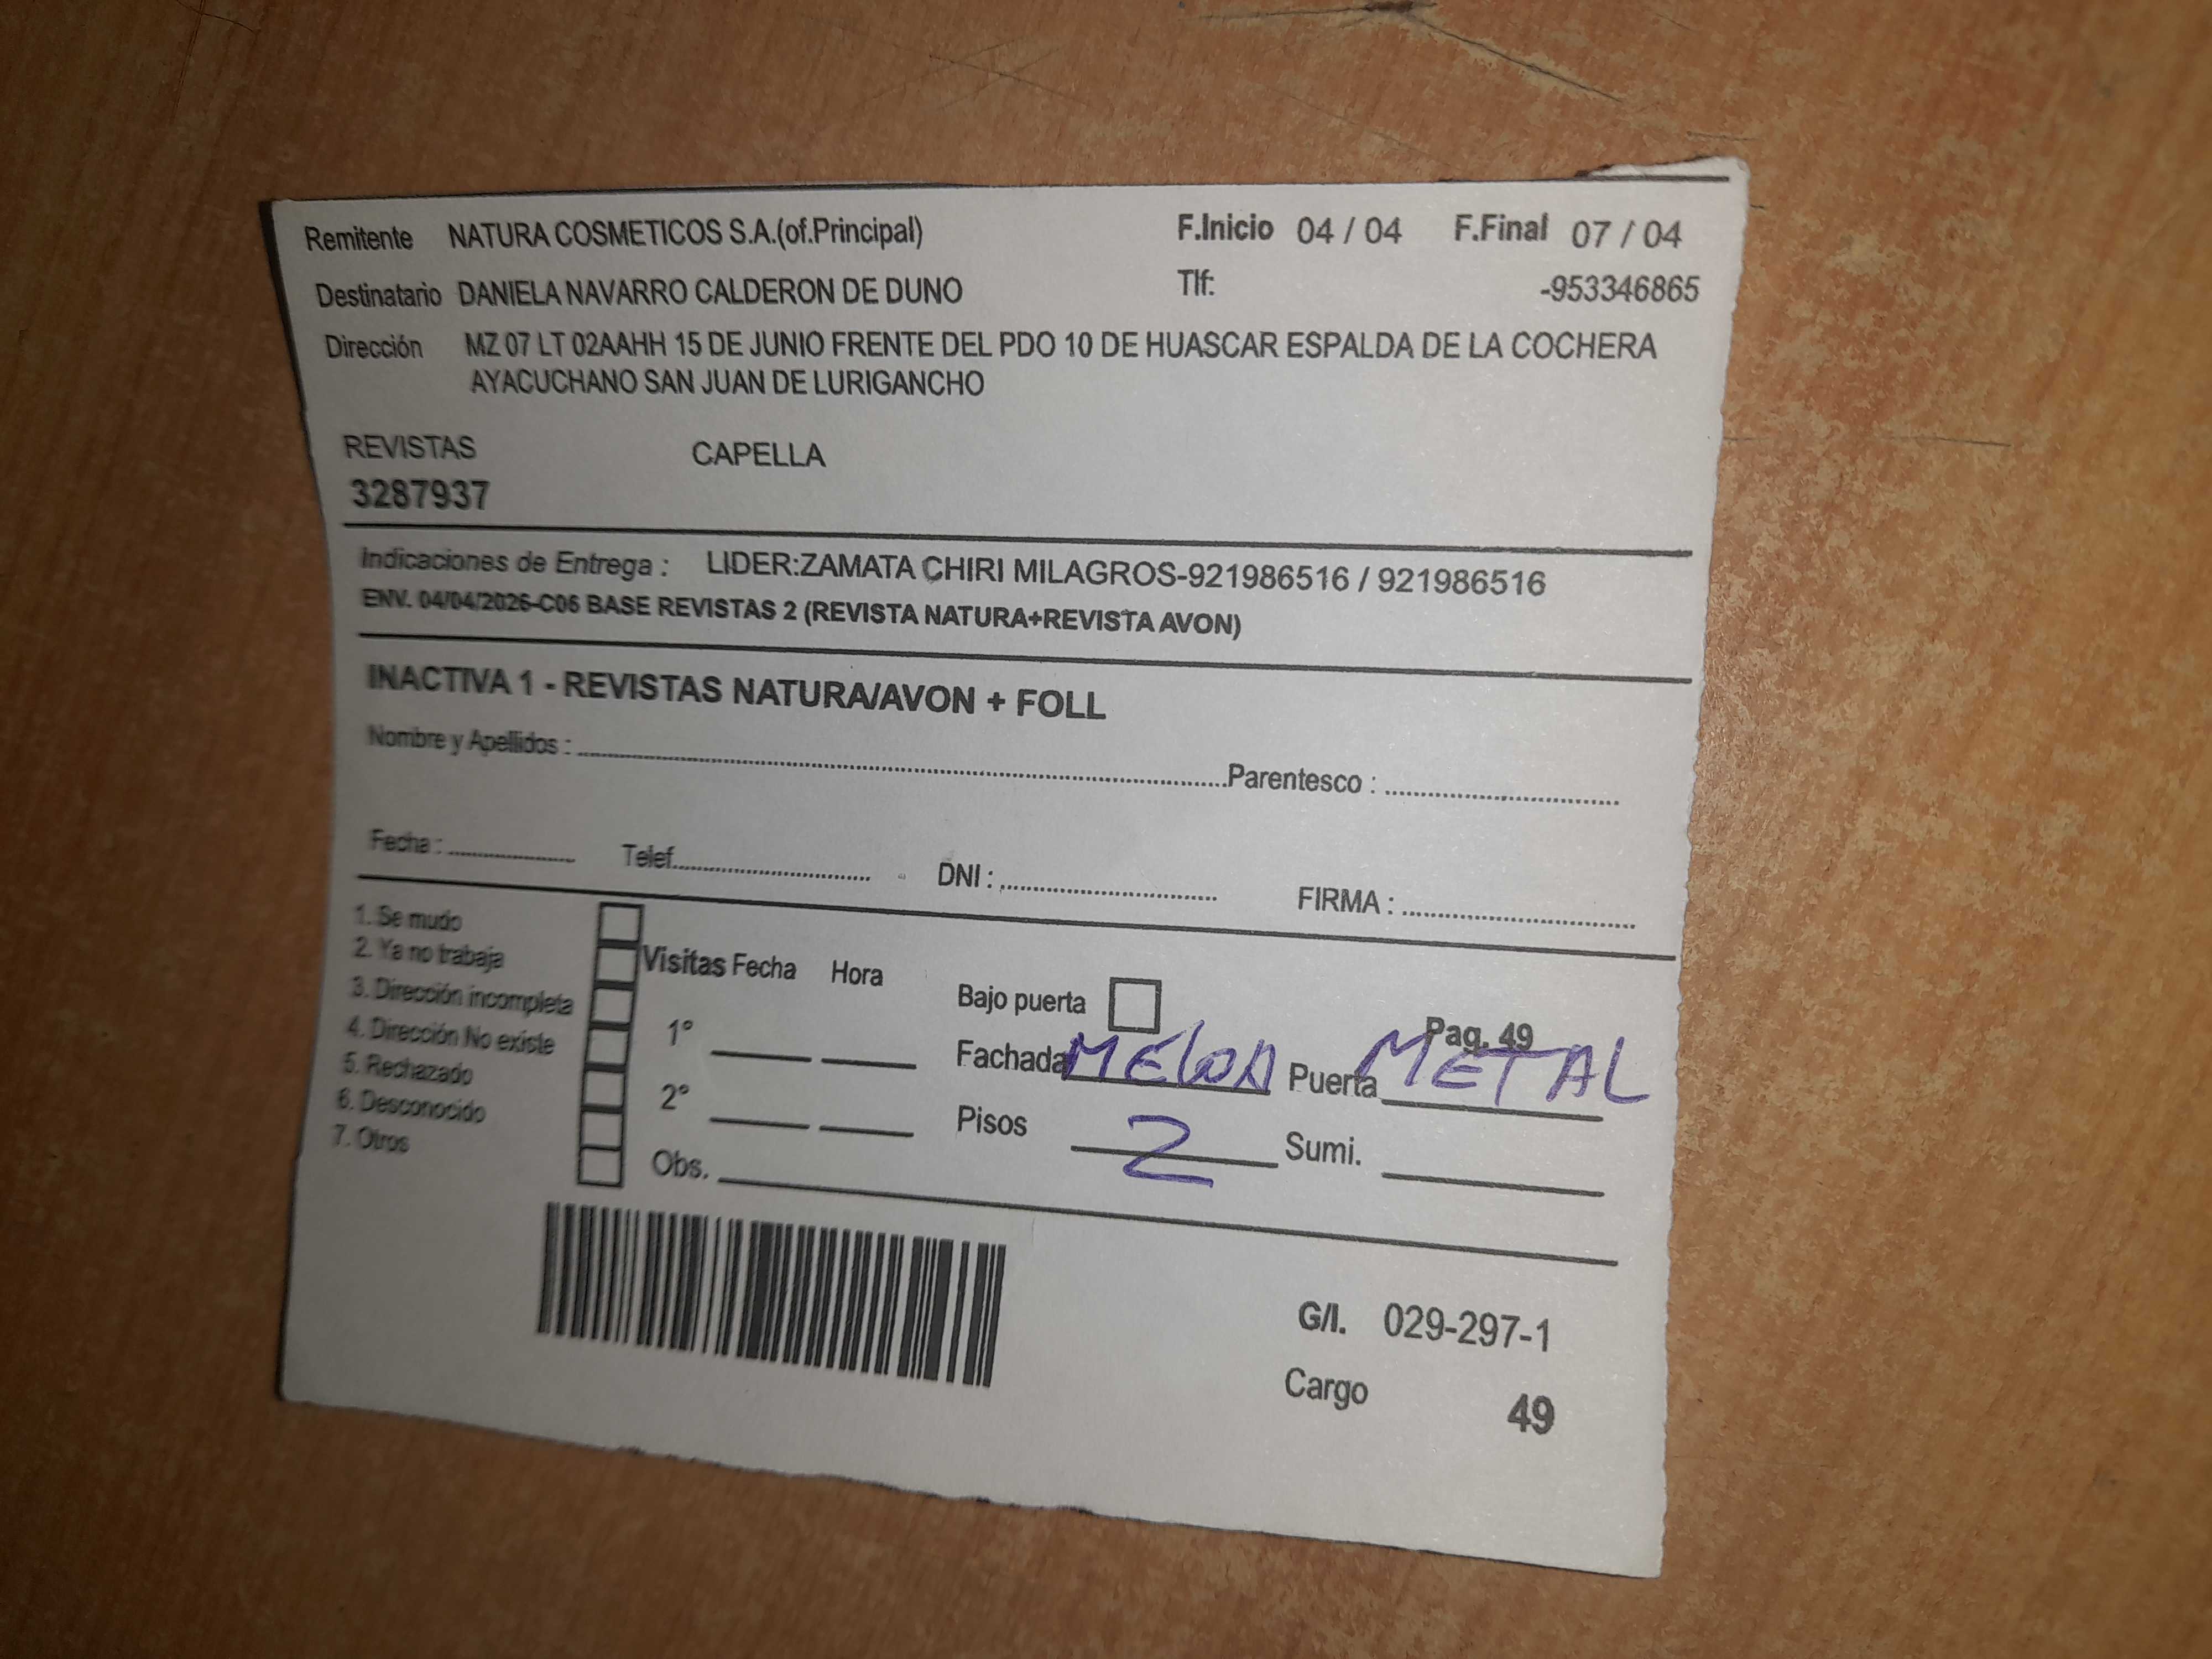 Remitente NATURA COSMETICOS S.A.(of.Principal) F.Inicio 04 / 04 F.Final 07 / 04
Destinatario DANIELA NAVARRO CALDERON DE DUNO Tlf: -953346865
Dirección MZ 07 LT 02AAHH 15 DE JUNIO FRENTE DEL PDO 10 DE HUASCAR ESPALDA DE LA COCHERA
AYACUCHANO SAN JUAN DE LURIGANCHO
REVISTAS CAPELLA
3287937
Indicaciones de Entrega : LIDER:ZAMATA CHIRI MILAGROS-921986516 / 921986516
ENV. 04/04/2026-C06 BASE REVISTAS 2 (REVISTA NATURA+REVISTA AVON)
INACTIVA 1 - REVISTAS NATURA/AVON + FOLL
Nombre y Apellidos : Parentesco :
Fecha : Telef. DNI : FIRMA :
1. Se mudo
2. Ya no trabaja
3. Dirección incompleta
4. Dirección No existe
5. Rechazado
6. Desconocido
7. Otros
Visitas Fecha Hora
1°
2°
Obs.
Bajo puerta Pag. 49
Fachada MELON Puerta METAL
Pisos 2 Sumi.
G/I. 029-297-1
Cargo 49